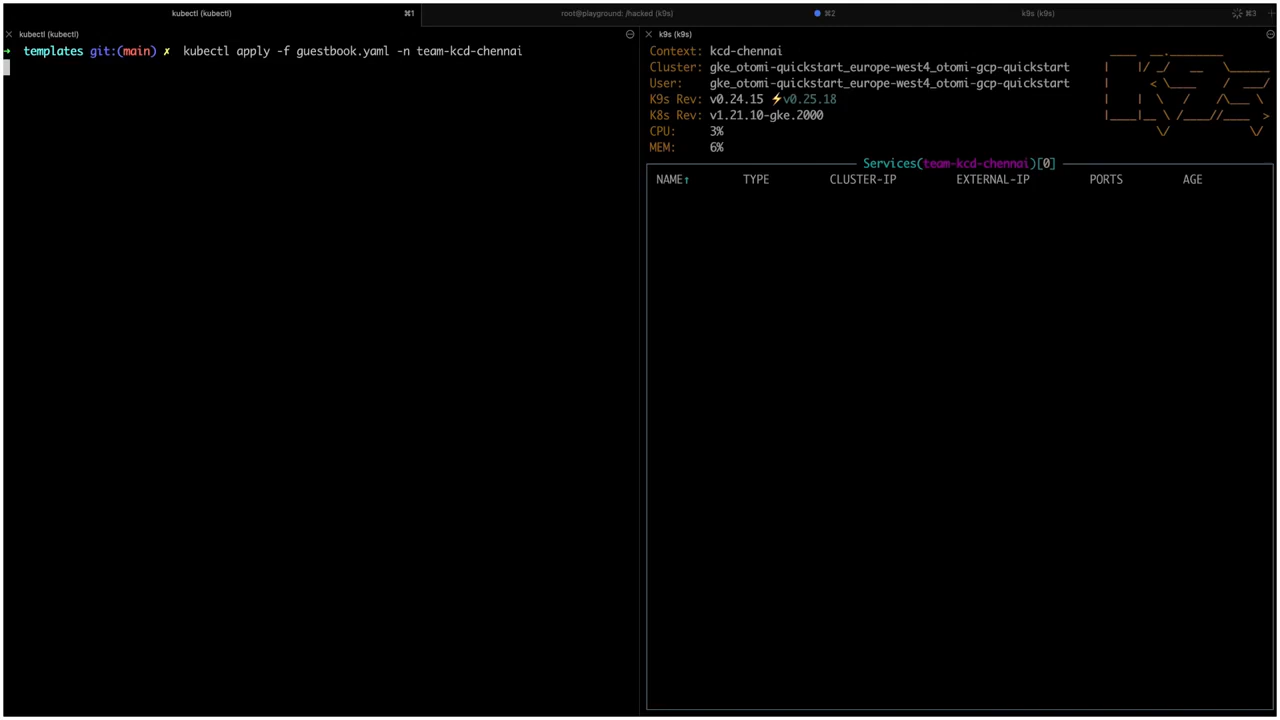 kubectl (kubectl) ⌘1 root@playground: /hacked (k9s) ⌘2 k9s (k9s) ⌘3
kubectl (kubectl)
templates git:(main) ✗ kubectl apply -f guestbook.yaml -n team-kcd-chennai
k9s (k9s)
Context: kcd-chennai
Cluster: gke_otomi-quickstart_europe-west4_otomi-gcp-quickstart
User: gke_otomi-quickstart_europe-west4_otomi-gcp-quickstart
K9s Rev: v0.24.15 ⚡v0.25.18
K8s Rev: v1.21.10-gke.2000
CPU: 3%
MEM: 6%
Services(team-kcd-chennai)[0]
NAME↑ TYPE CLUSTER-IP EXTERNAL-IP PORTS AGE